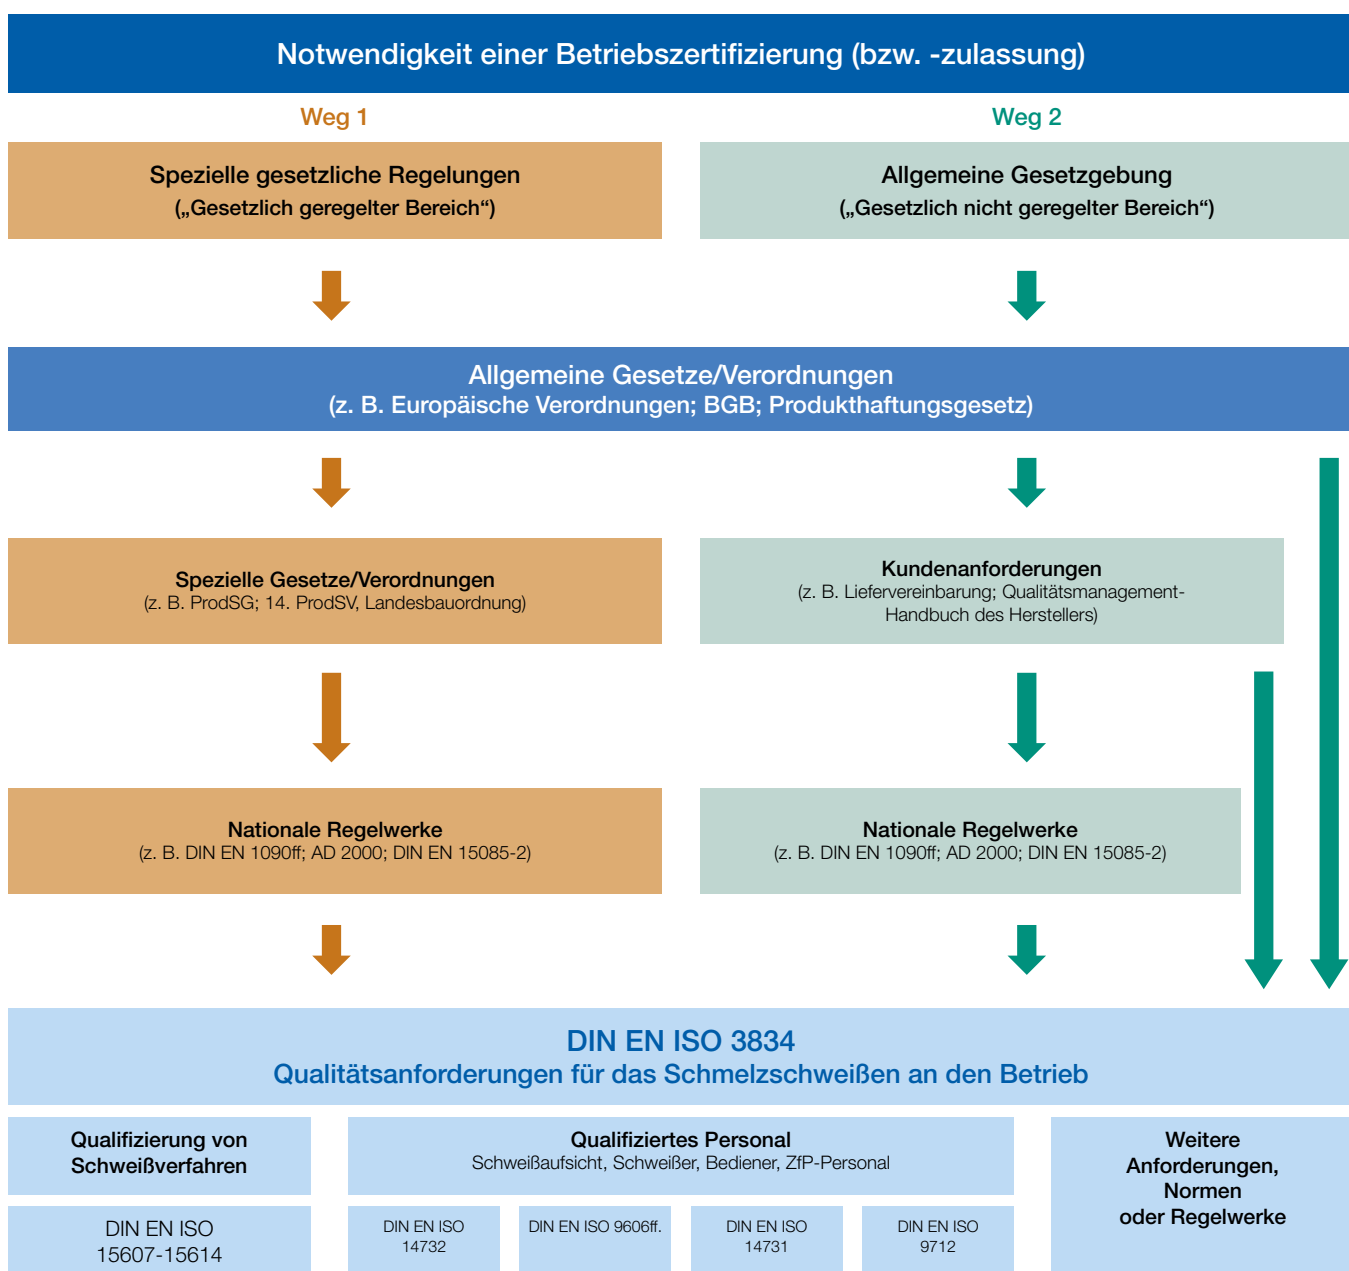 Notwendigkeit einer Betriebszertifizierung (bzw. -zulassung)
Weg 1
Weg 2
Spezielle gesetzliche Regelungen
(„Gesetzlich geregelter Bereich“)
Allgemeine Gesetzgebung
(„Gesetzlich nicht geregelter Bereich“)
Allgemeine Gesetze/Verordnungen
(z. B. Europäische Verordnungen; BGB; Produkthaftungsgesetz)
Spezielle Gesetze/Verordnungen
(z. B. ProdSG; 14. ProdSV, Landesbauordnung)
Kundenanforderungen
(z. B. Liefervereinbarung; Qualitätsmanagement-
Handbuch des Herstellers)
Nationale Regelwerke
(z. B. DIN EN 1090ff; AD 2000; DIN EN 15085-2)
Nationale Regelwerke
(z. B. DIN EN 1090ff; AD 2000; DIN EN 15085-2)
DIN EN ISO 3834
Qualitätsanforderungen für das Schmelzschweißen an den Betrieb
Qualifizierung von
Schweißverfahren
DIN EN ISO
15607-15614
Qualifiziertes Personal
Schweißaufsicht, Schweißer, Bediener, ZfP-Personal
DIN EN ISO
14732
DIN EN ISO 9606ff.
DIN EN ISO
14731
DIN EN ISO
9712
Weitere
Anforderungen,
Normen
oder Regelwerke